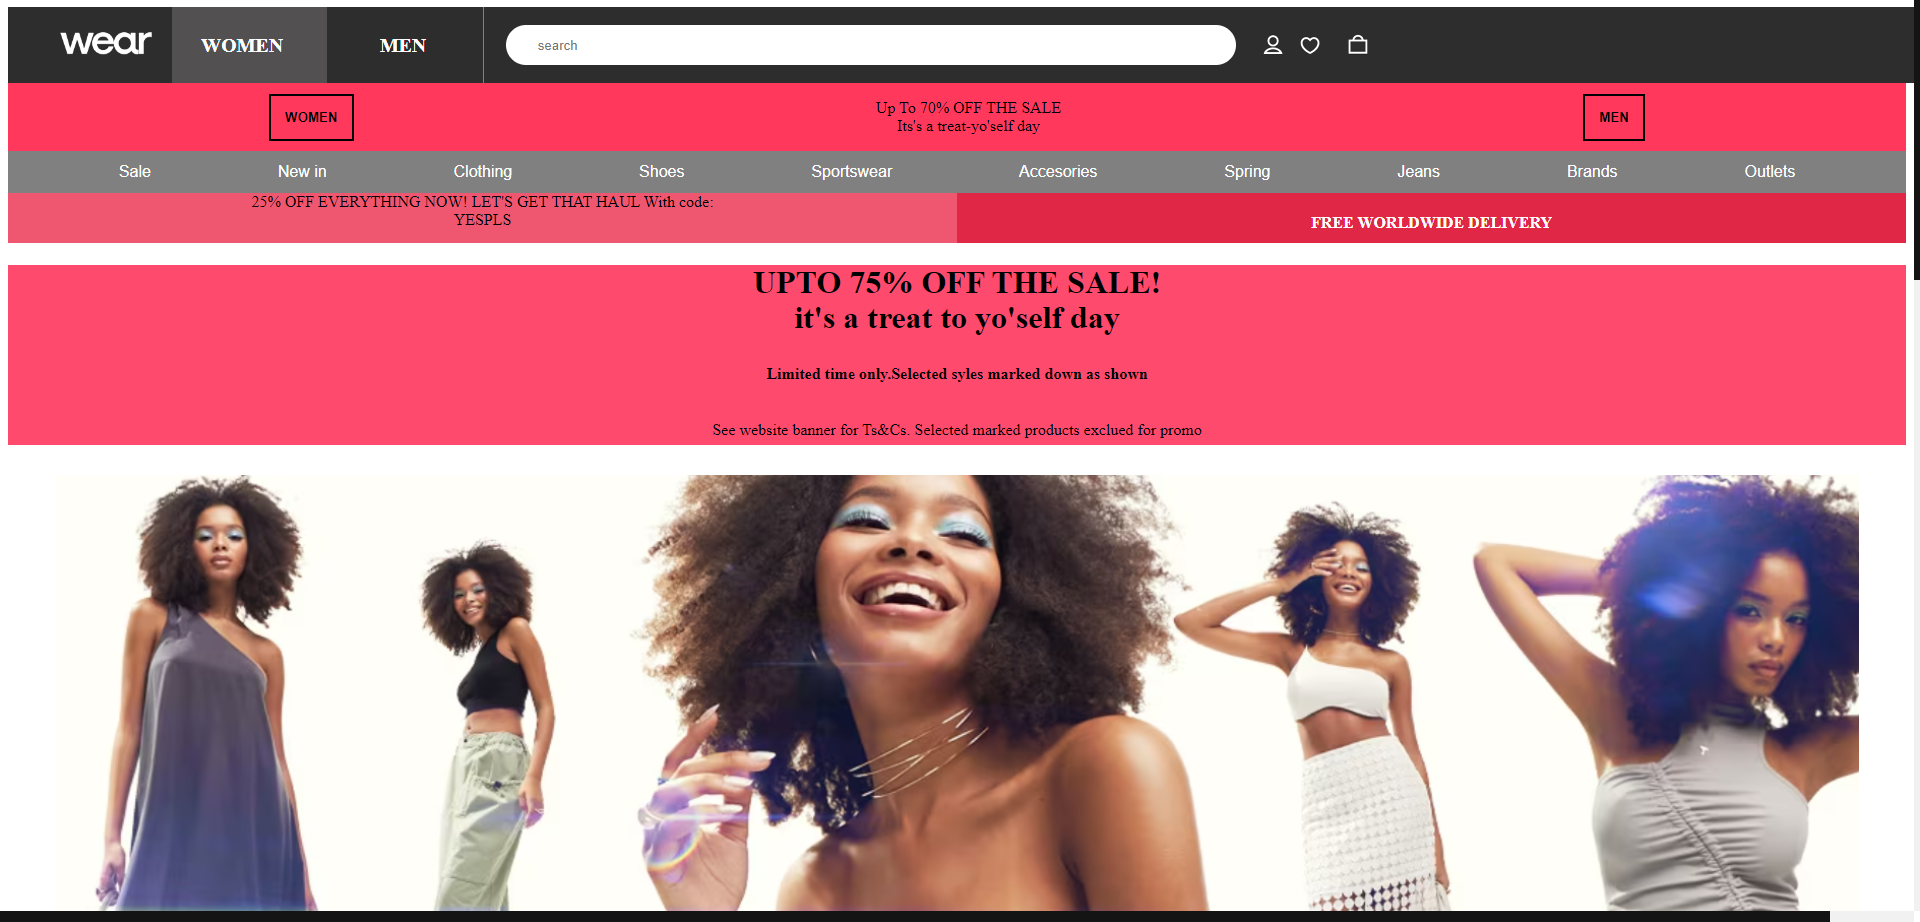 wear
WOMEN
MEN
search
WOMEN
Up To 70% OFF THE SALE
Its's a treat-yo'self day
MEN
Sale
New in
Clothing
Shoes
Sportswear
Accesories
Spring
Jeans
Brands
Outlets
25% OFF EVERYTHING NOW! LET'S GET THAT HAUL With code:
YESPLS
FREE WORLDWIDE DELIVERY
UPTO 75% OFF THE SALE!
it's a treat to yo'self day
Limited time only.Selected syles marked down as shown
See website banner for Ts&Cs. Selected marked products exclued for promo